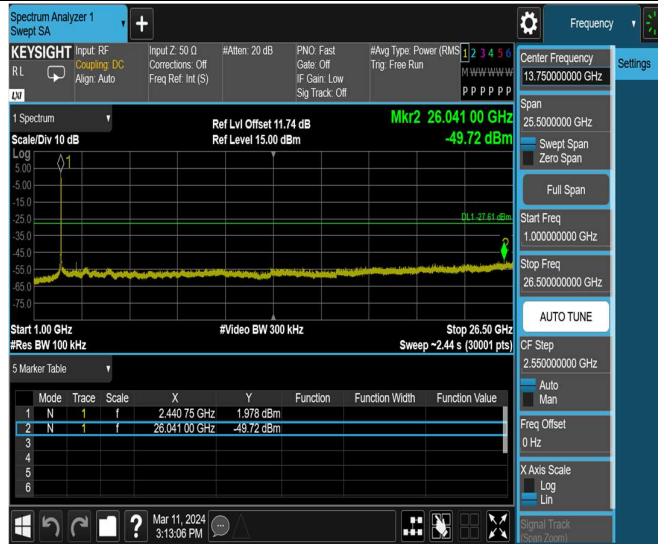 Spectrum Analyzer 1
Swept SA
+
Frequency
KEYSIGHT
RL
LXI
Input: RF
Coupling: DC
Align: Auto
Input Z: 50 Ω
Corrections: Off
Freq Ref: Int (S)
#Atten: 20 dB
PNO: Fast
Gate: Off
IF Gain: Low
Sig Track: Off
#Avg Type: Power (RMS
Trig: Free Run
1 2 3 4 5 6
M W W W W W
P P P P P P
1 Spectrum
Scale/Div 10 dB
Ref Lvl Offset 11.74 dB
Ref Level 15.00 dBm
Mkr2 26.041 00 GHz
-49.72 dBm
Log
5.00
-5.00
-15.0
-25.0
-35.0
-45.0
-55.0
-65.0
-75.0
1
DL1 -27.61 dBm
2
Start 1.00 GHz
#Video BW 300 kHz
Stop 26.50 GHz
#Res BW 100 kHz
Sweep ~2.44 s (30001 pts)
5 Marker Table
Mode Trace Scale X Y Function Function Width Function Value
1 N 1 f 2.440 75 GHz 1.978 dBm
2 N 1 f 26.041 00 GHz -49.72 dBm
3
4
5
6
Mar 11, 2024
3:13:06 PM
?
Center Frequency
13.750000000 GHz
Settings
Span
25.5000000 GHz
Swept Span
Zero Span
Full Span
Start Freq
1.000000000 GHz
Stop Freq
26.500000000 GHz
AUTO TUNE
CF Step
2.550000000 GHz
Auto
Man
Freq Offset
0 Hz
X Axis Scale
Log
Lin
Signal Track
(Span Zoom)